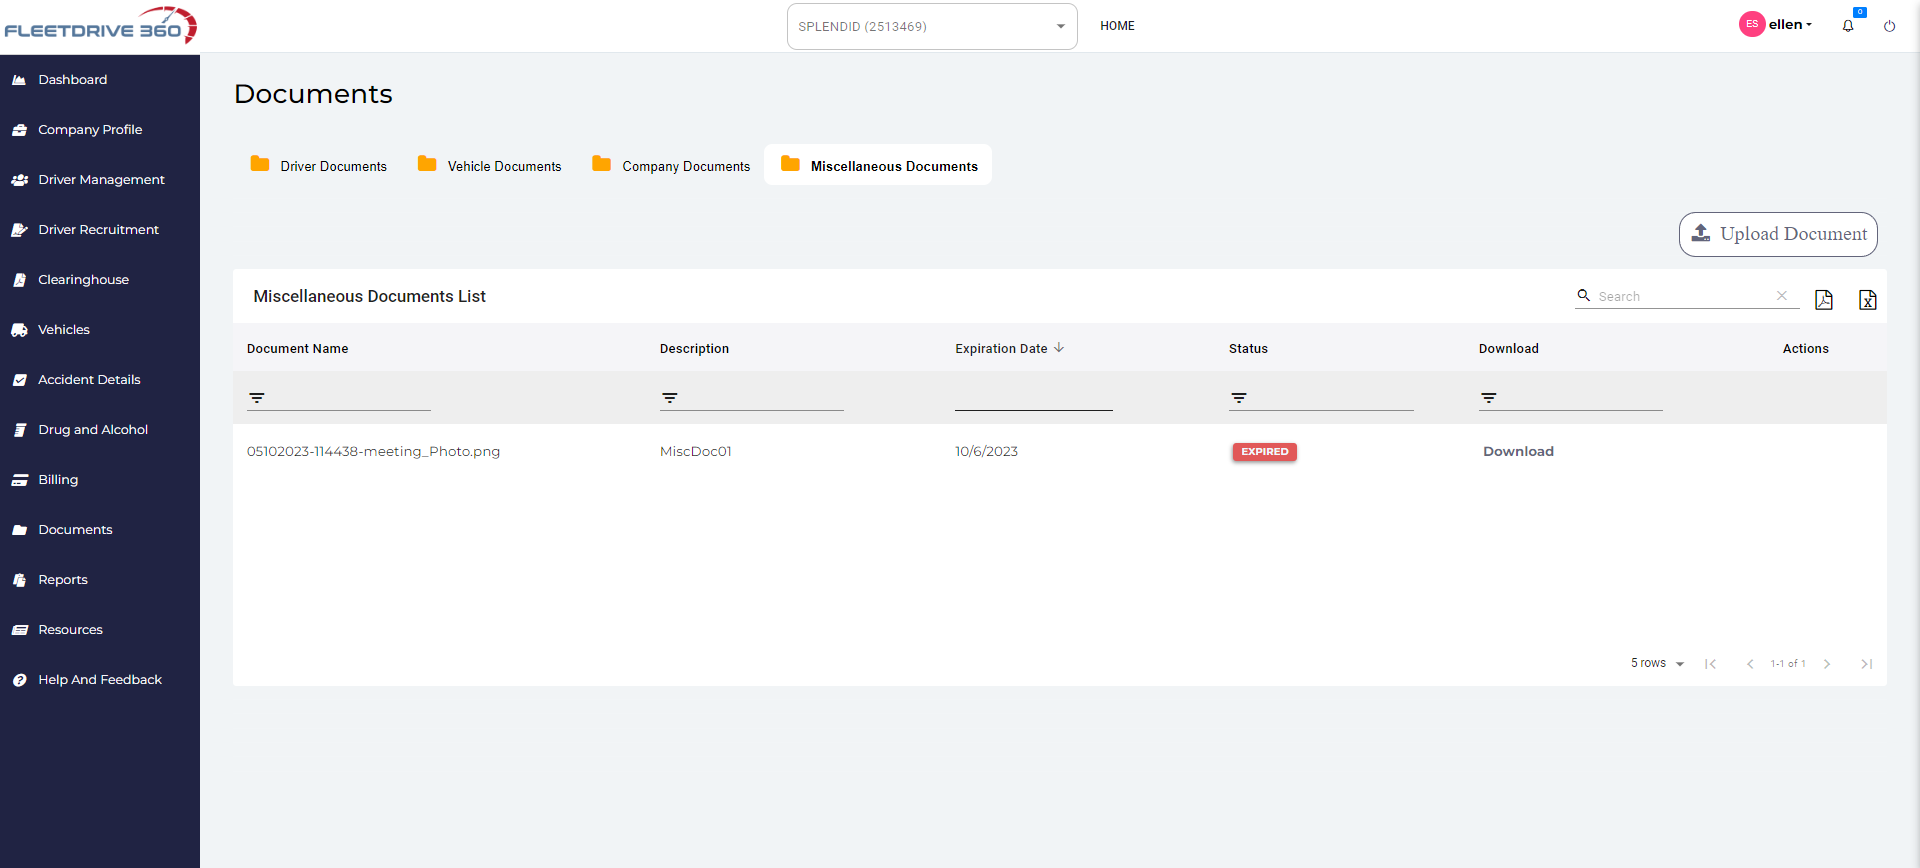 FLEETDRIVE 360
SPLENDID (2513469)
HOME
ES
ellen
0
Dashboard
Company Profile
Driver Management
Driver Recruitment
Clearinghouse
Vehicles
Accident Details
Drug and Alcohol
Billing
Documents
Reports
Resources
Help And Feedback
Documents
Driver Documents
Vehicle Documents
Company Documents
Miscellaneous Documents
Upload Document
Miscellaneous Documents List
Search
Document Name Description Expiration Date Status Download Actions
05102023-114438-meeting_Photo.png MiscDoc01 10/6/2023 EXPIRED Download
5 rows 1-1 of 1